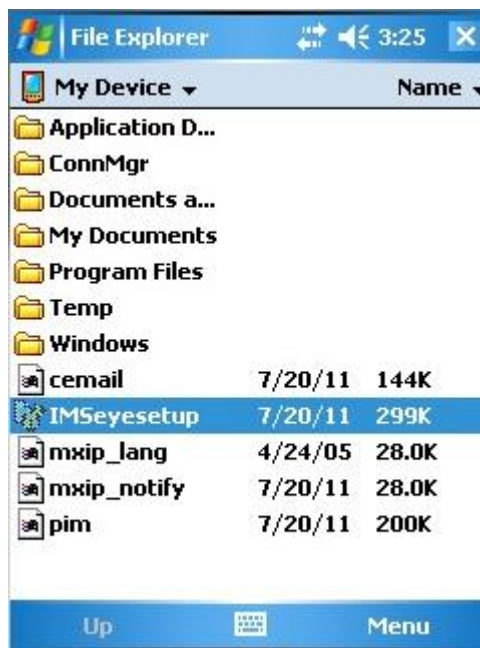 File Explorer 3:25
My Device Name
Application D...
ConnMgr
Documents a...
My Documents
Program Files
Temp
Windows
cemail 7/20/11 144K
IMSeyesetup 7/20/11 299K
mxip_lang 4/24/05 28.0K
mxip_notify 7/20/11 28.0K
pim 7/20/11 200K
Up Menu